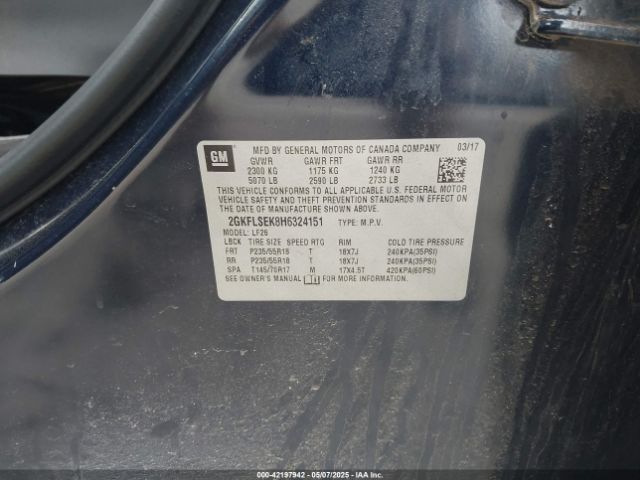 GM
MFD BY GENERAL MOTORS OF CANADA COMPANY 03/17
GVWR GAWR FRT GAWR RR
2300 KG 1175 KG 1240 KG
5070 LB 2590 LB 2733 LB
THIS VEHICLE CONFORMS TO ALL APPLICABLE U.S. FEDERAL MOTOR
VEHICLE SAFETY AND THEFT PREVENTION STANDARDS IN EFFECT ON
THE DATE OF MANUFACTURE SHOWN ABOVE.
2GKFLSEK8H6324151 TYPE: M.P.V.
MODEL: LF26
LBCK TIRE SIZE SPEED RTG RIM COLD TIRE PRESSURE
FRT P235/55R18 T 18X7J 240KPA(35PSI)
RR P235/55R18 T 18X7J 240KPA(35PSI)
SPA T145/70R17 M 17X4.5T 420KPA(60PSI)
SEE OWNER'S MANUAL FOR MORE INFORMATION.
00-42197942 - 05/07/2025 - IAAI.COM